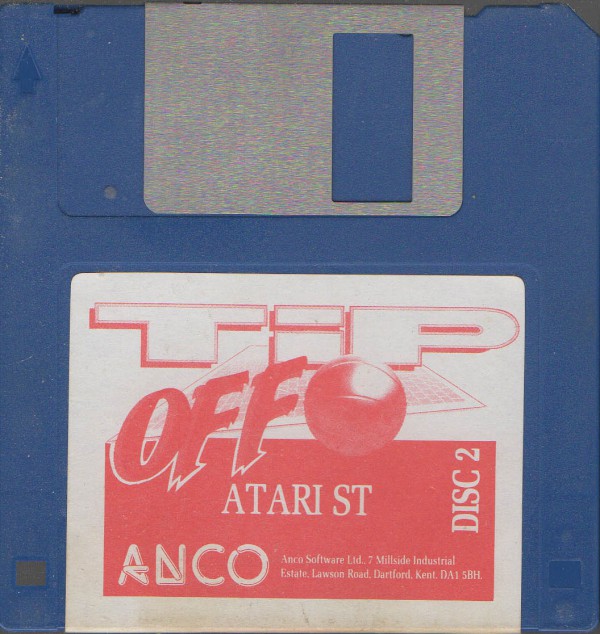 TiP
OFF
ATARI ST
DISC 2
ANCO
Anco Software Ltd., 7 Millside Industrial
Estate, Lawson Road, Dartford, Kent. DA1 5BH.